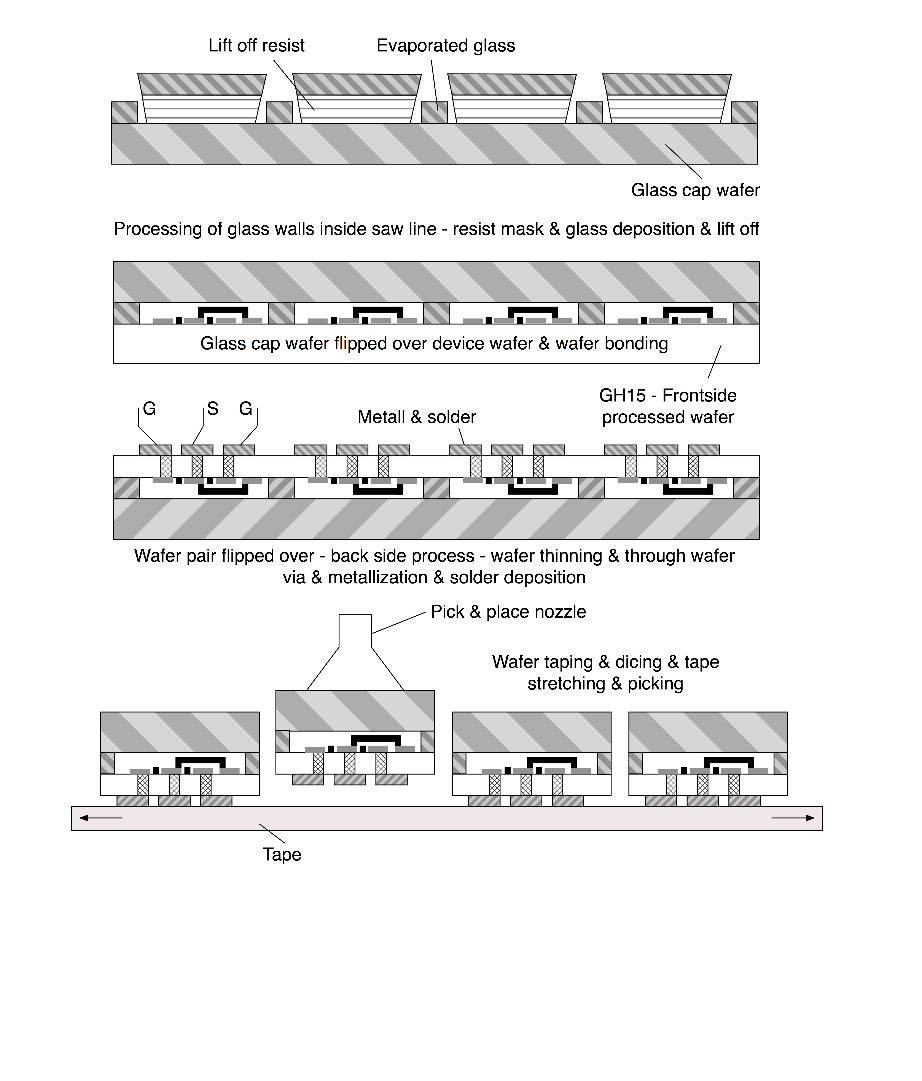 Lift off resist
Evaporated glass
Glass cap wafer
Processing of glass walls inside saw line - resist mask & glass deposition & lift off
Glass cap wafer flipped over device wafer & wafer bonding
GH15 - Frontside
processed wafer
G
S
G
Metall & solder
Wafer pair flipped over - back side process - wafer thinning & through wafer
via & metallization & solder deposition
Pick & place nozzle
Wafer taping & dicing & tape
stretching & picking
Tape